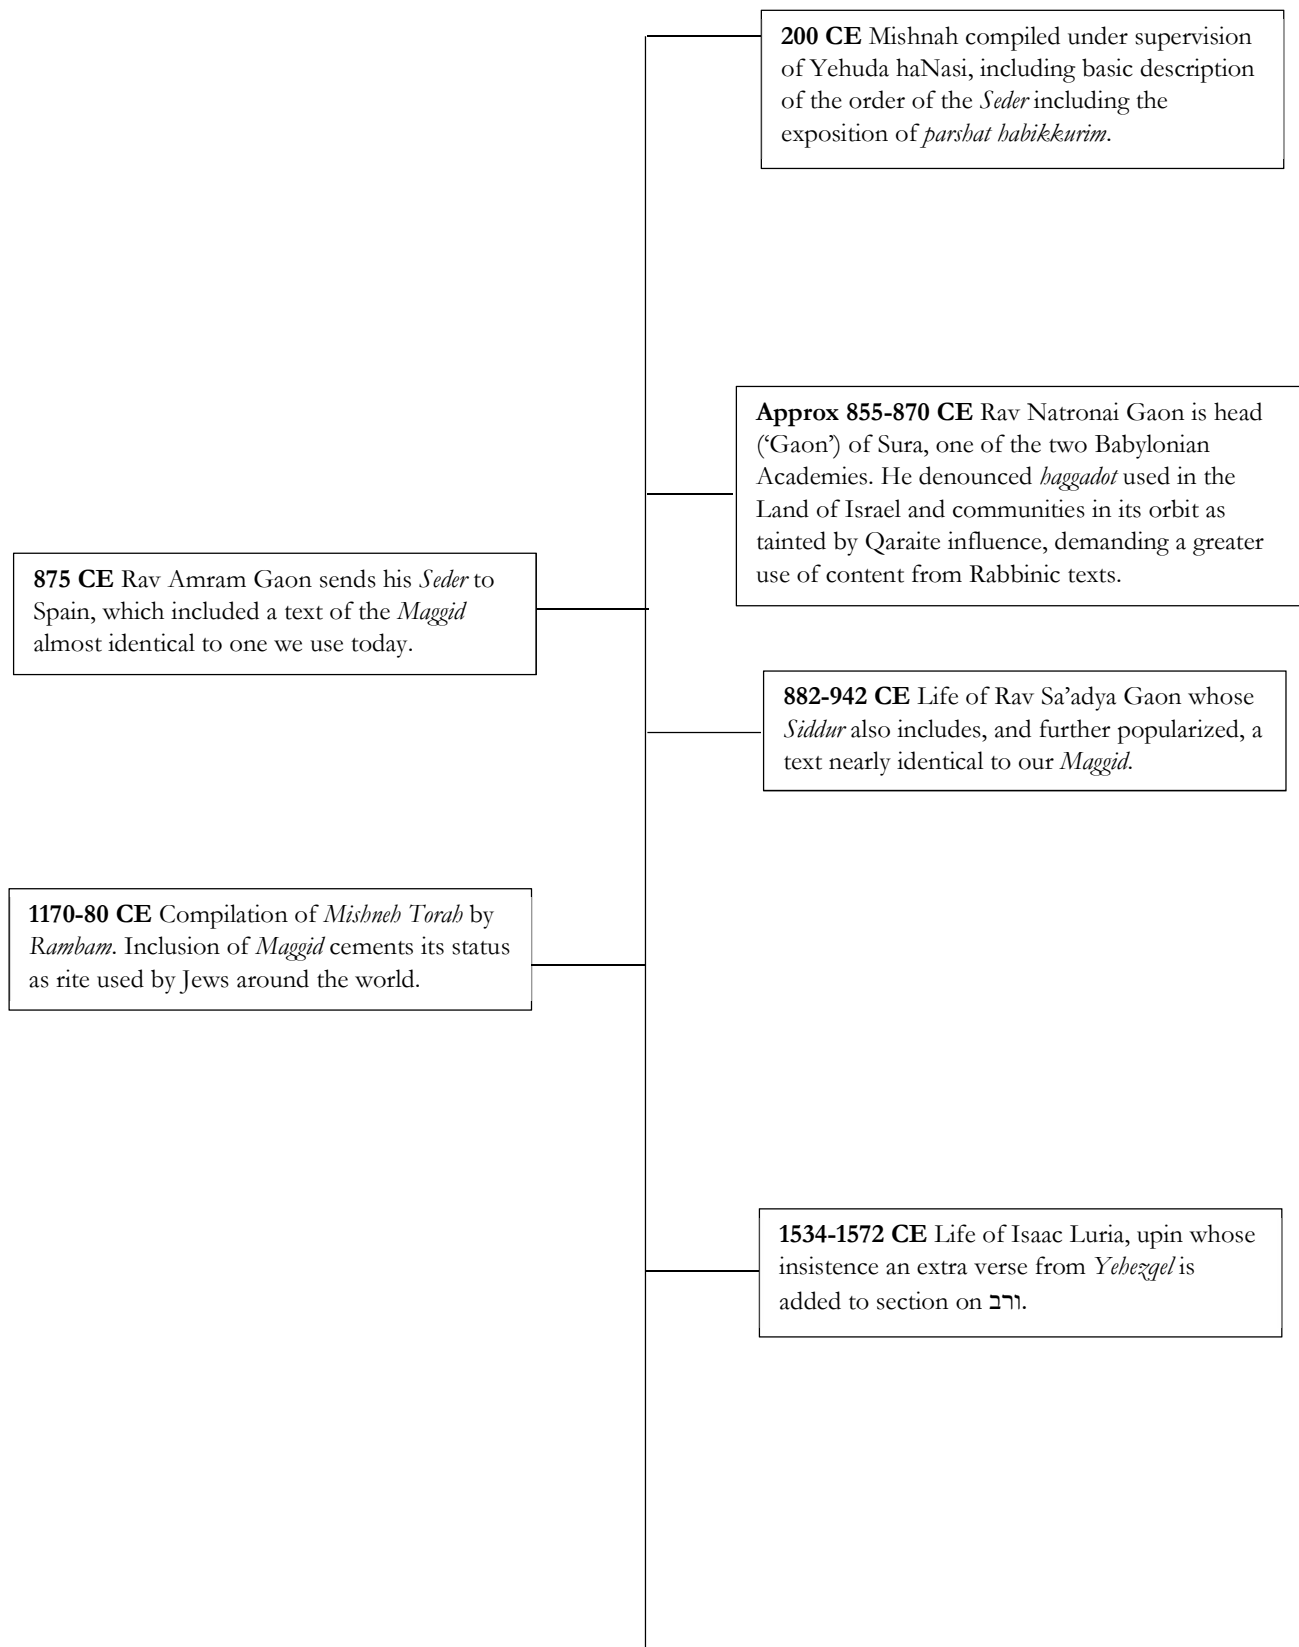 200 CE Mishnah compiled under supervision
of Yehuda haNasi, including basic description
of the order of the Seder including the
exposition of parshat habikkurim.
Approx 855-870 CE Rav Natronai Gaon is head
(‘Gaon’) of Sura, one of the two Babylonian
Academies. He denounced haggadot used in the
Land of Israel and communities in its orbit as
tainted by Qaraite influence, demanding a greater
use of content from Rabbinic texts.
875 CE Rav Amram Gaon sends his Seder to
Spain, which included a text of the Maggid
almost identical to one we use today.
882-942 CE Life of Rav Sa’adya Gaon whose
Siddur also includes, and further popularized, a
text nearly identical to our Maggid.
1170-80 CE Compilation of Mishneh Torah by
Rambam. Inclusion of Maggid cements its status
as rite used by Jews around the world.
1534-1572 CE Life of Isaac Luria, upin whose
insistence an extra verse from Yehezqel is
added to section on ורב.